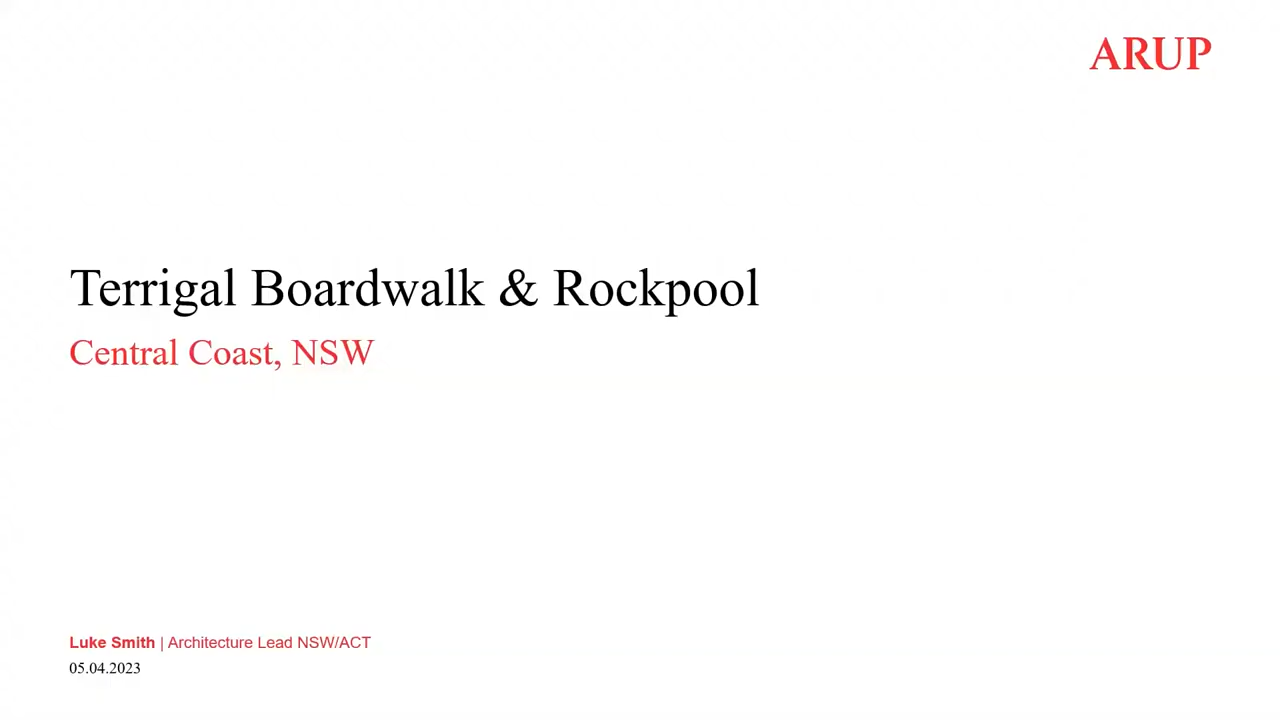 ARUP
Terrigal Boardwalk & Rockpool
Central Coast, NSW
Luke Smith | Architecture Lead NSW/ACT
05.04.2023